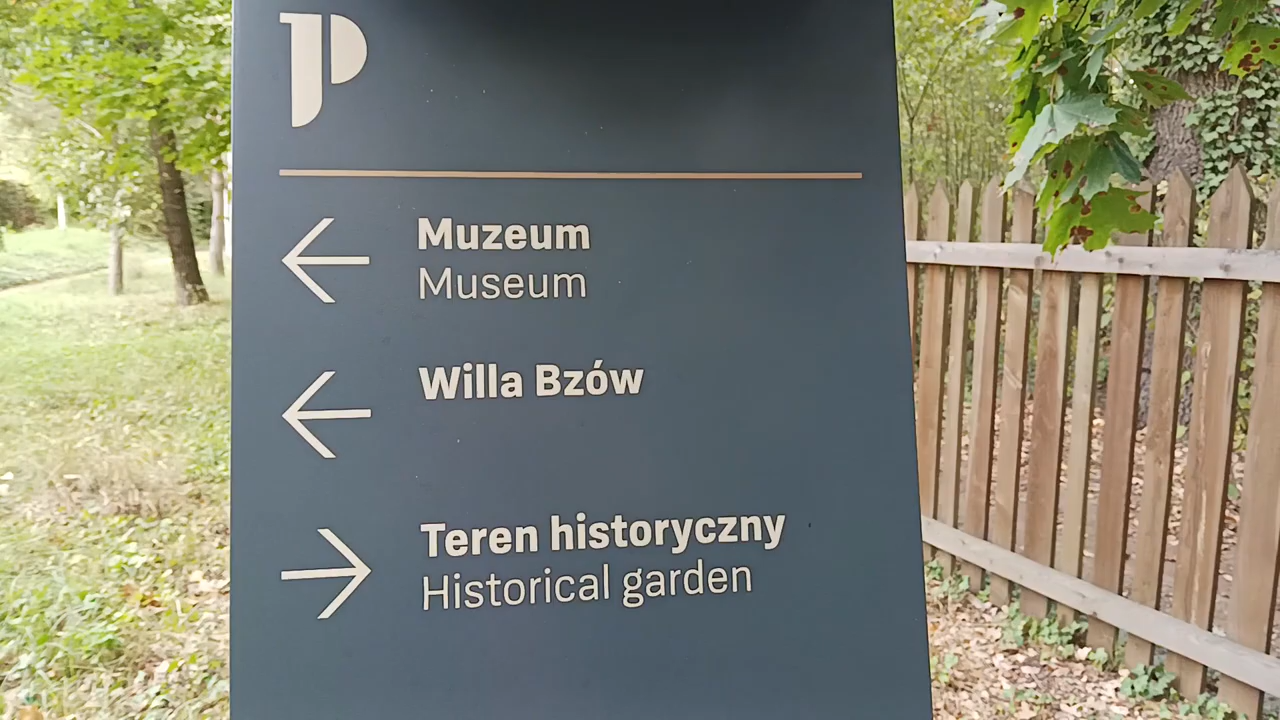 Muzeum
Museum
Willa Bzów
Teren historyczny
Historical garden